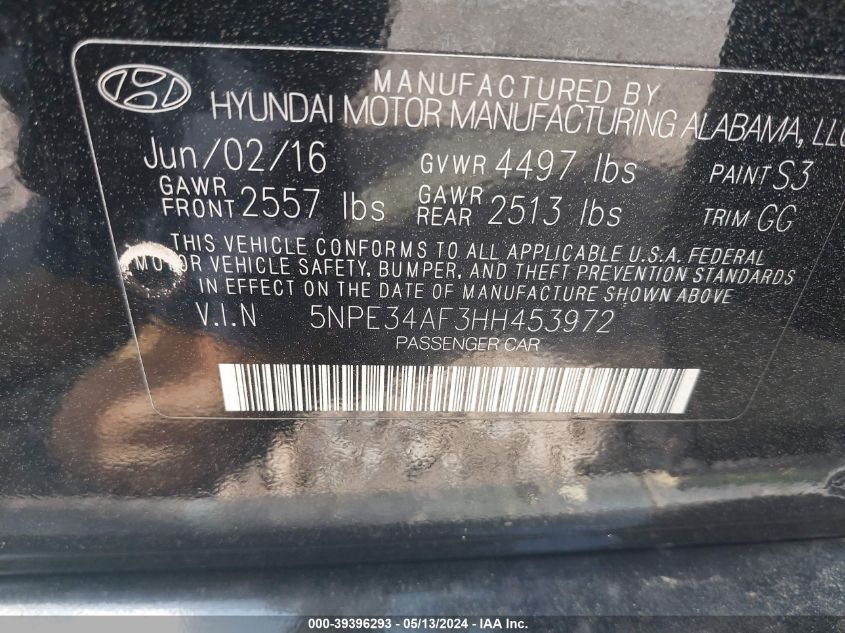 MANUFACTURED BY
HYUNDAI MOTOR MANUFACTURING ALABAMA, LLC
Jun/02/16 GVWR 4497 lbs PAINT S3
GAWR FRONT 2557 lbs GAWR REAR 2513 lbs TRIM GG
THIS VEHICLE CONFORMS TO ALL APPLICABLE U.S.A. FEDERAL
MOTOR VEHICLE SAFETY, BUMPER, AND THEFT PREVENTION STANDARDS
IN EFFECT ON THE DATE OF MANUFACTURE SHOWN ABOVE
V.I.N 5NPE34AF3HH453972
PASSENGER CAR
000-39396293 - 05/13/2024 - IAA Inc.